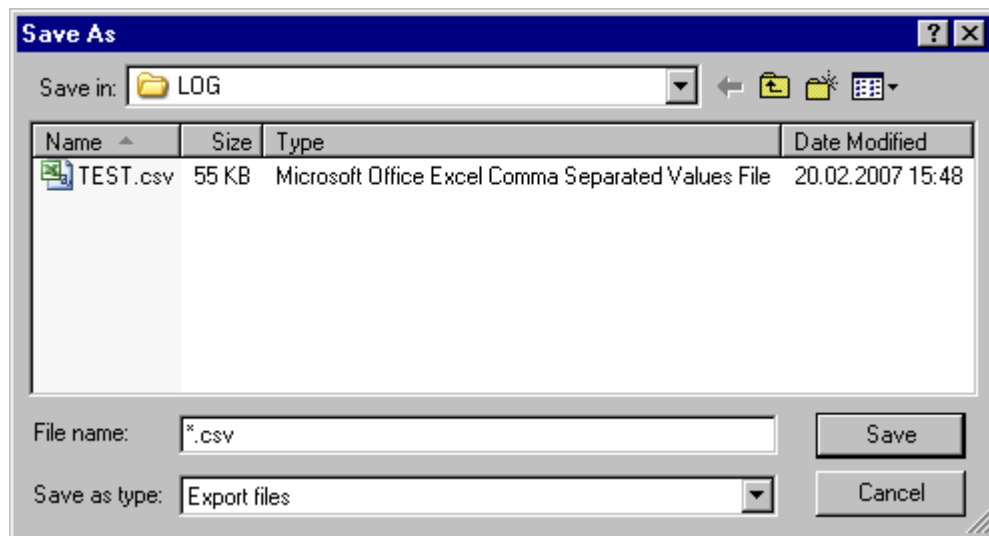 Save As
Save in: LOG
Name Size Type Date Modified
TEST.csv 55 KB Microsoft Office Excel Comma Separated Values File 20.02.2007 15:48
File name: *.csv Save
Save as type: Export files Cancel